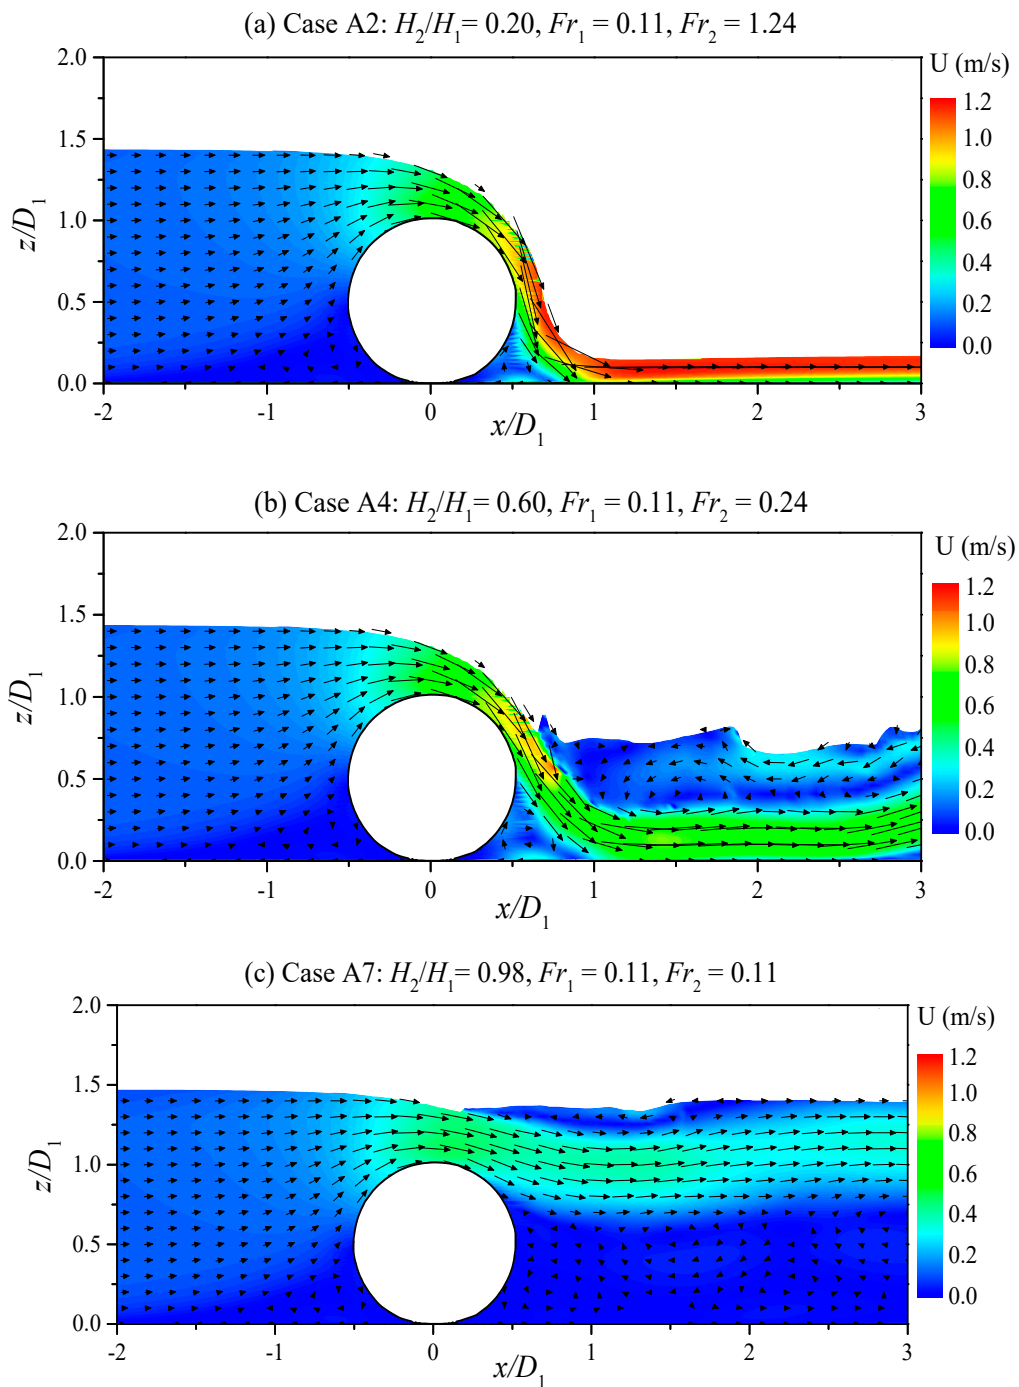 (a) Case A2: H₂/H₁= 0.20, Fr₁ = 0.11, Fr₂ = 1.24
U (m/s)
z/D₁
2.0
1.5
1.0
0.5
0.0
-2 -1 0 1 2 3
x/D₁
1.2
1.0
0.8
0.6
0.4
0.2
0.0
(b) Case A4: H₂/H₁= 0.60, Fr₁ = 0.11, Fr₂ = 0.24
U (m/s)
z/D₁
2.0
1.5
1.0
0.5
0.0
-2 -1 0 1 2 3
x/D₁
1.2
1.0
0.8
0.6
0.4
0.2
0.0
(c) Case A7: H₂/H₁= 0.98, Fr₁ = 0.11, Fr₂ = 0.11
U (m/s)
z/D₁
2.0
1.5
1.0
0.5
0.0
-2 -1 0 1 2 3
x/D₁
1.2
1.0
0.8
0.6
0.4
0.2
0.0